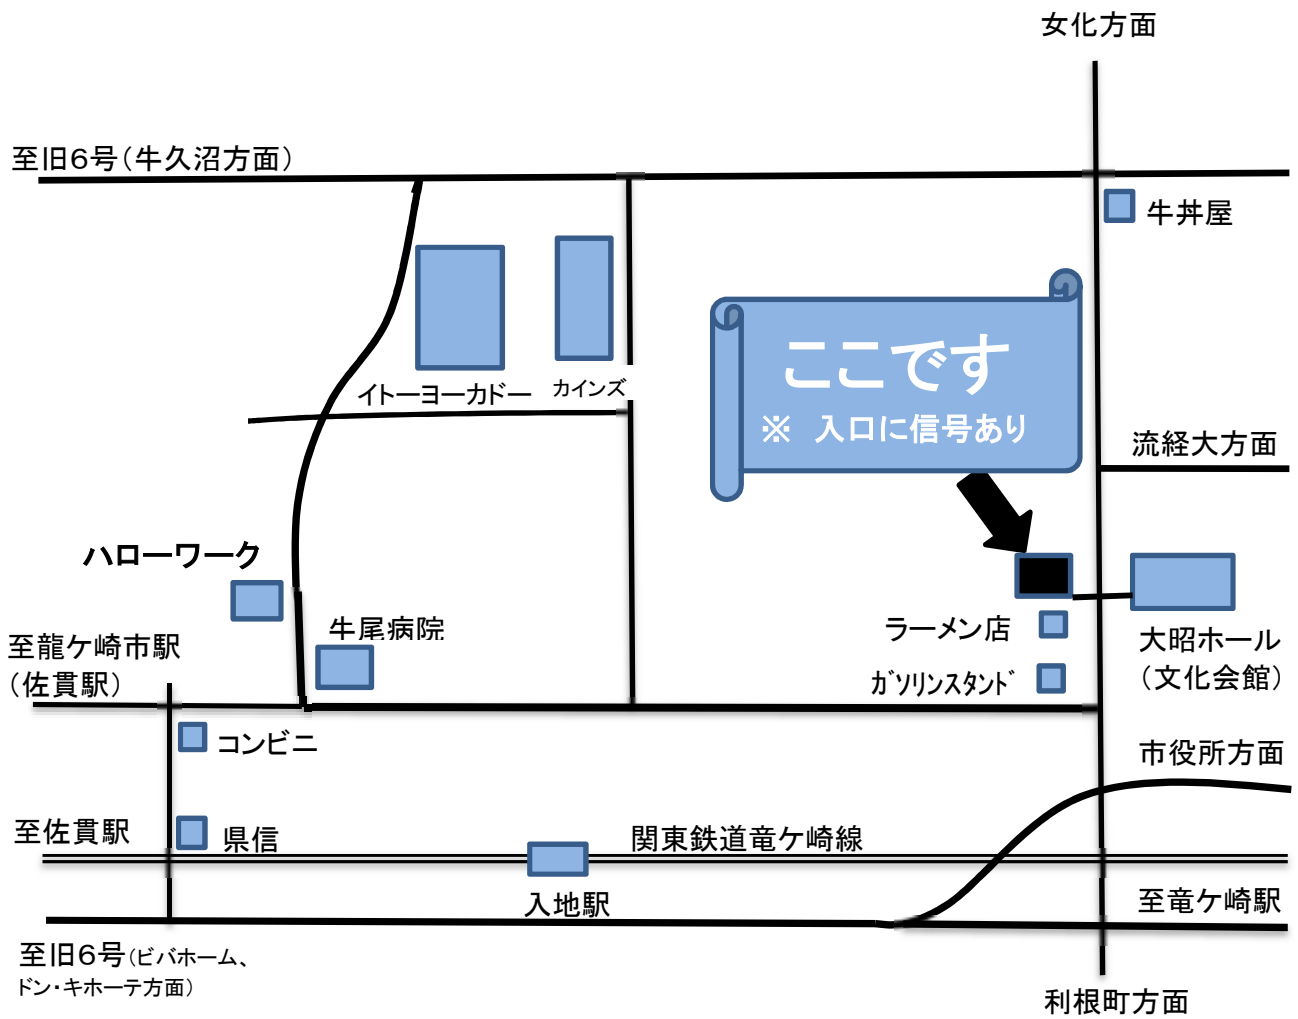 女化方面
至旧6号(牛久沼方面)
牛丼屋
ここです
※ 入口に信号あり
イトーヨーカドー
カインズ
流経大方面
ハローワーク
牛尾病院
ラーメン店
大昭ホール
(文化会館)
至龍ケ崎市駅
(佐貫駅)
ガソリンスタンド
コンビニ
市役所方面
至佐貫駅
県信
関東鉄道竜ケ崎線
入地駅
至竜ケ崎駅
至旧6号(ビバホーム、
ドン・キホーテ方面)
利根町方面